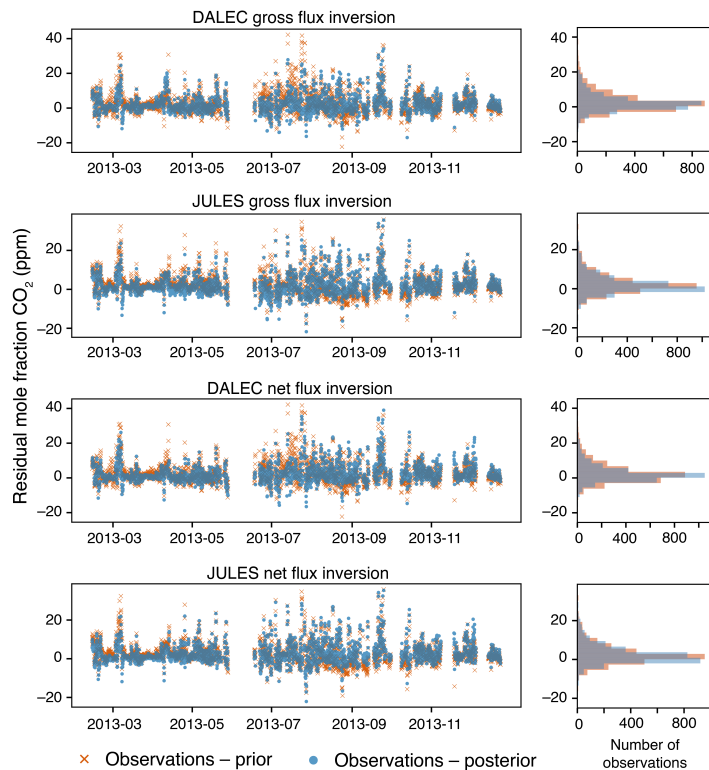 DALEC gross flux inversion
40
20
0
−20
2013-03 2013-05 2013-07 2013-09 2013-11
40
20
0
−20
0 400 800
JULES gross flux inversion
20
0
−20
2013-03 2013-05 2013-07 2013-09 2013-11
20
0
−20
0 400 800
Residual mole fraction CO2 (ppm)
DALEC net flux inversion
40
20
0
−20
2013-03 2013-05 2013-07 2013-09 2013-11
40
20
0
−20
0 400 800
JULES net flux inversion
20
0
−20
2013-03 2013-05 2013-07 2013-09 2013-11
20
0
−20
0 400 800
Number of
observations
× Observations – prior ● Observations – posterior